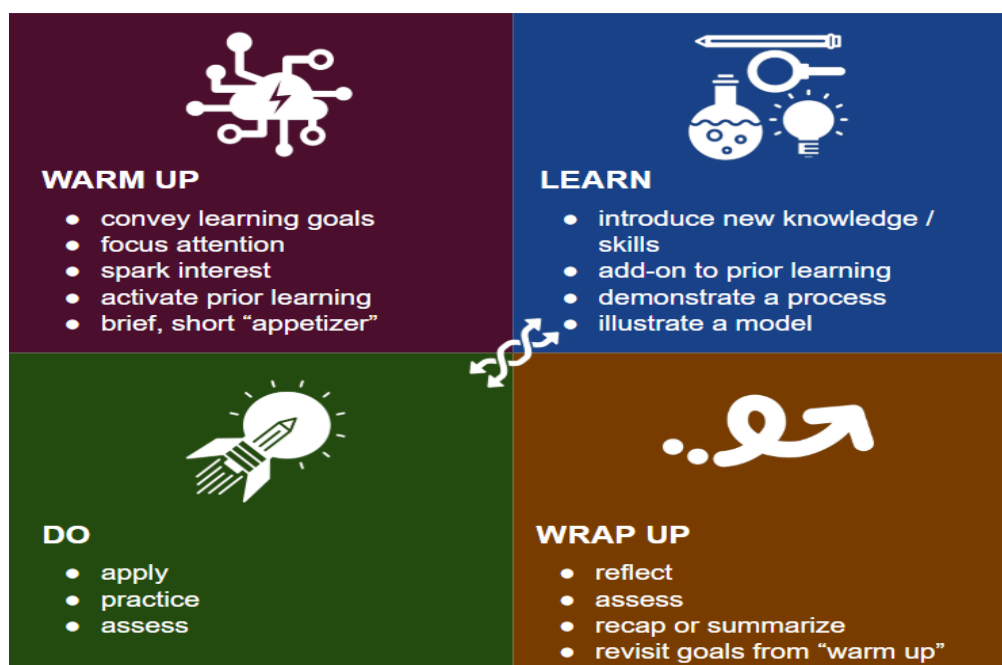 WARM UP
● convey learning goals
● focus attention
● spark interest
● activate prior learning
● brief, short “appetizer”
LEARN
● introduce new knowledge /
skills
● add-on to prior learning
● demonstrate a process
● illustrate a model
DO
● apply
● practice
● assess
WRAP UP
● reflect
● assess
● recap or summarize
● revisit goals from “warm up”